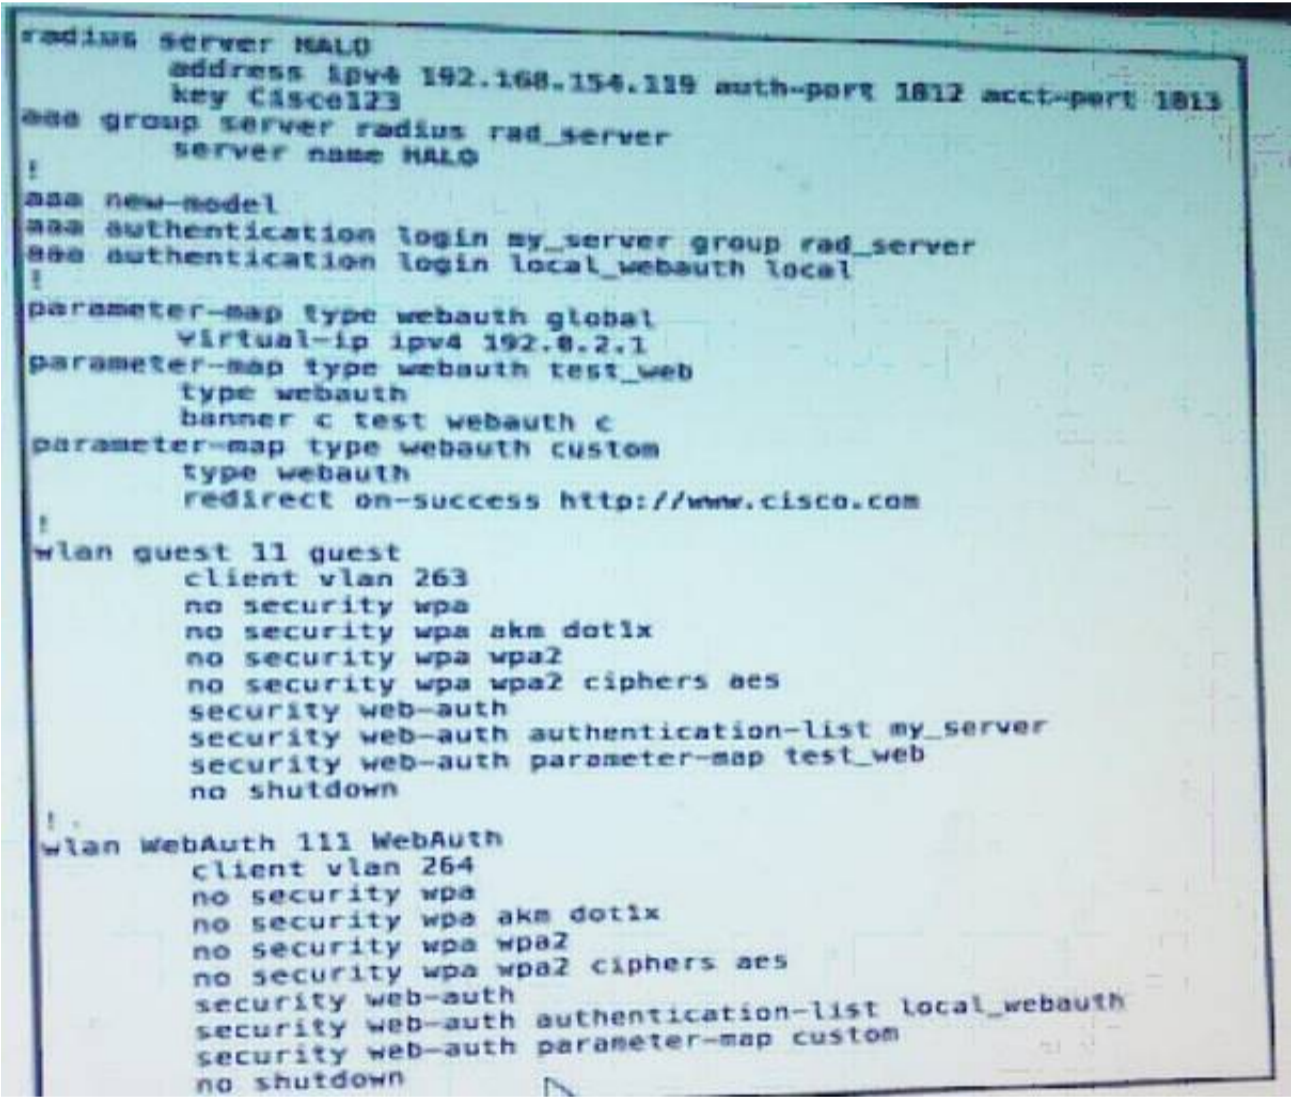 radius server HALO
address ipv4 192.168.154.119 auth-port 1812 acct-port 1813
key Cisco123
aaa group server radius rad_server
server name HALO
!
aaa new-model
aaa authentication login my_server group rad_server
aaa authentication login local_webauth local
!
parameter-map type webauth global
virtual-ip ipv4 192.0.2.1
parameter-map type webauth test_web
type webauth
banner c test webauth c
parameter-map type webauth custom
type webauth
redirect on-success http://www.cisco.com
!
wlan guest 11 guest
client vlan 263
no security wpa
no security wpa akm dot1x
no security wpa wpa2
no security wpa wpa2 ciphers aes
security web-auth
security web-auth authentication-list my_server
security web-auth parameter-map test_web
no shutdown
!
wlan WebAuth 111 WebAuth
client vlan 264
no security wpa
no security wpa akm dot1x
no security wpa wpa2
no security wpa wpa2 ciphers aes
security web-auth
security web-auth authentication-list local_webauth
security web-auth parameter-map custom
no shutdown